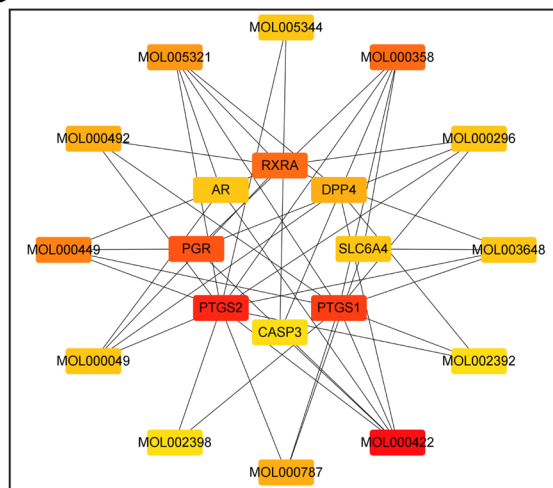 MOL005344
MOL005321
MOL000358
MOL000492
MOL000296
RXRA
AR
DPP4
MOL000449
PGR
SLC6A4
MOL003648
PTGS2
PTGS1
CASP3
MOL000049
MOL002392
MOL002398
MOL000422
MOL000787